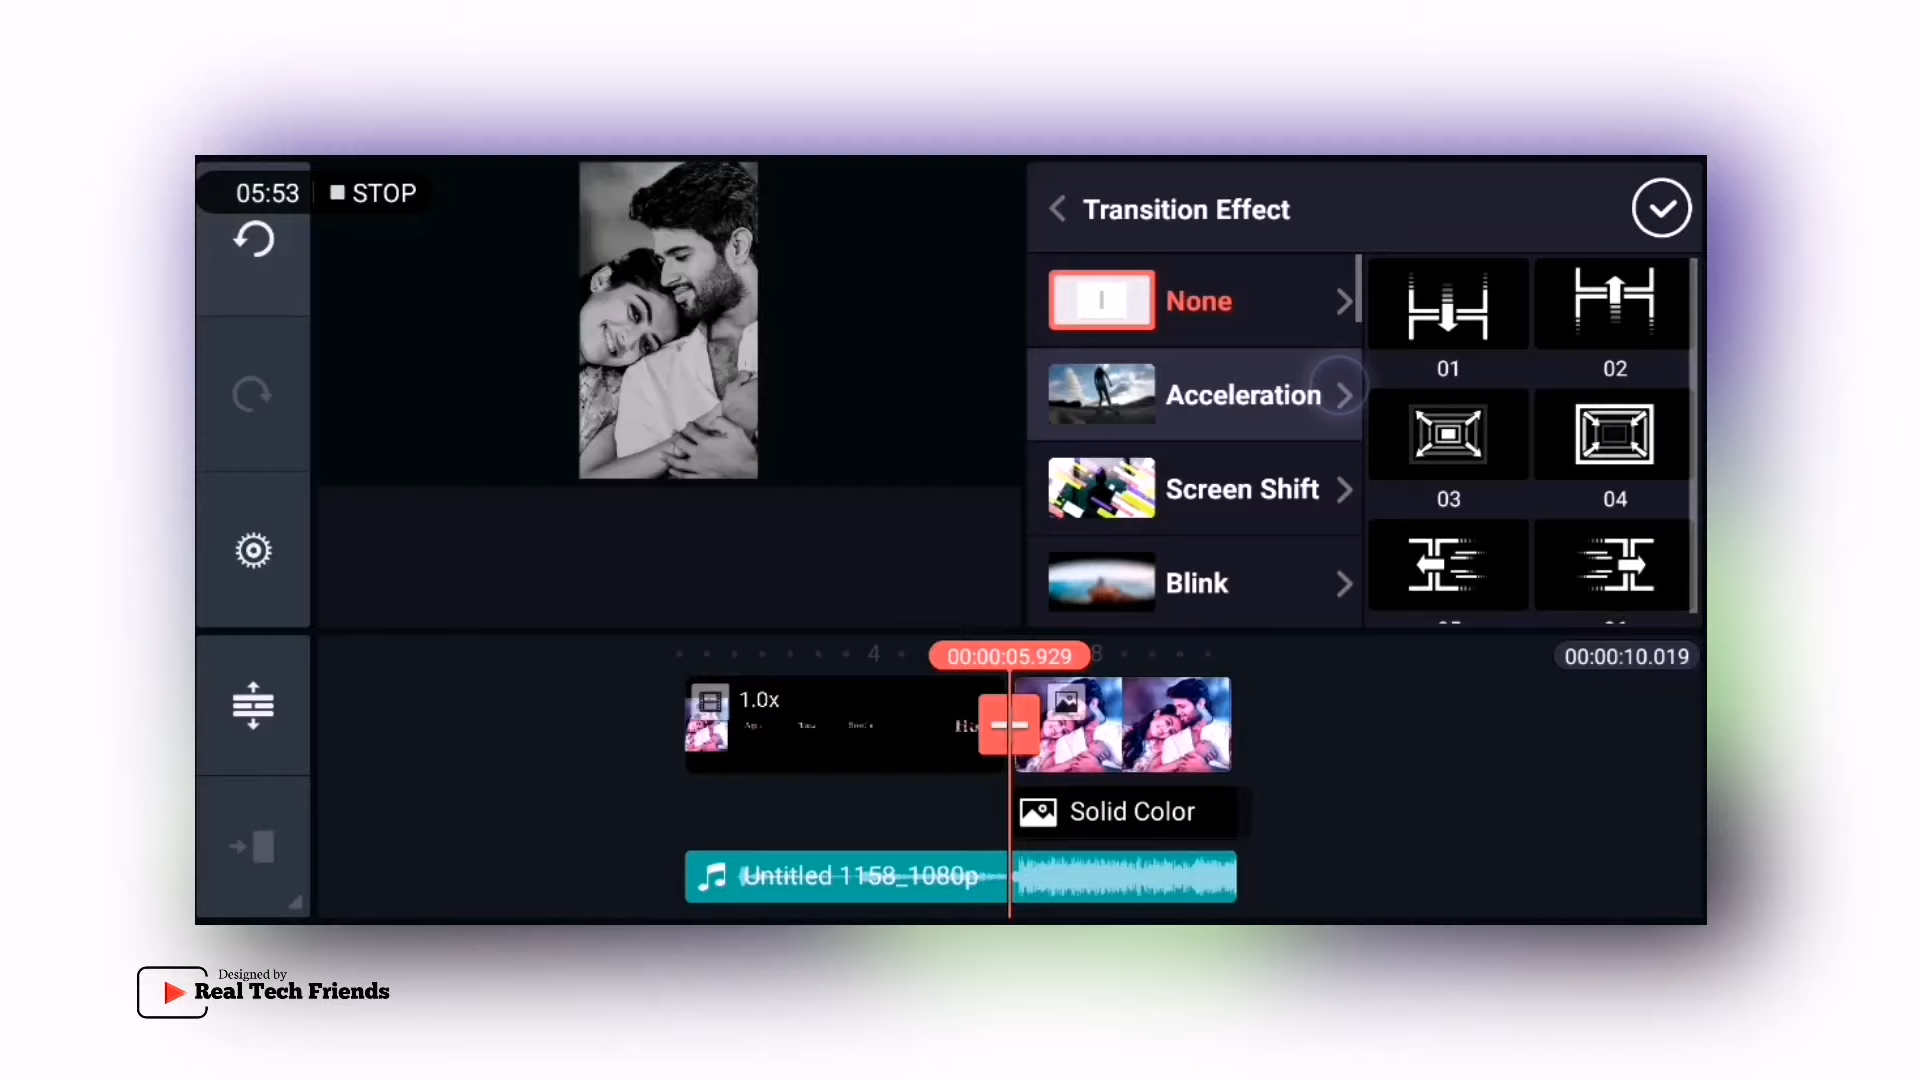 05:53 STOP
Transition Effect
None
Acceleration
Screen Shift
Blink
01
02
03
04
4
00:00:05.929
8
00:00:10.019
1.0x
Solid Color
Untitled 1158_1080p
Designed by
Real Tech Friends